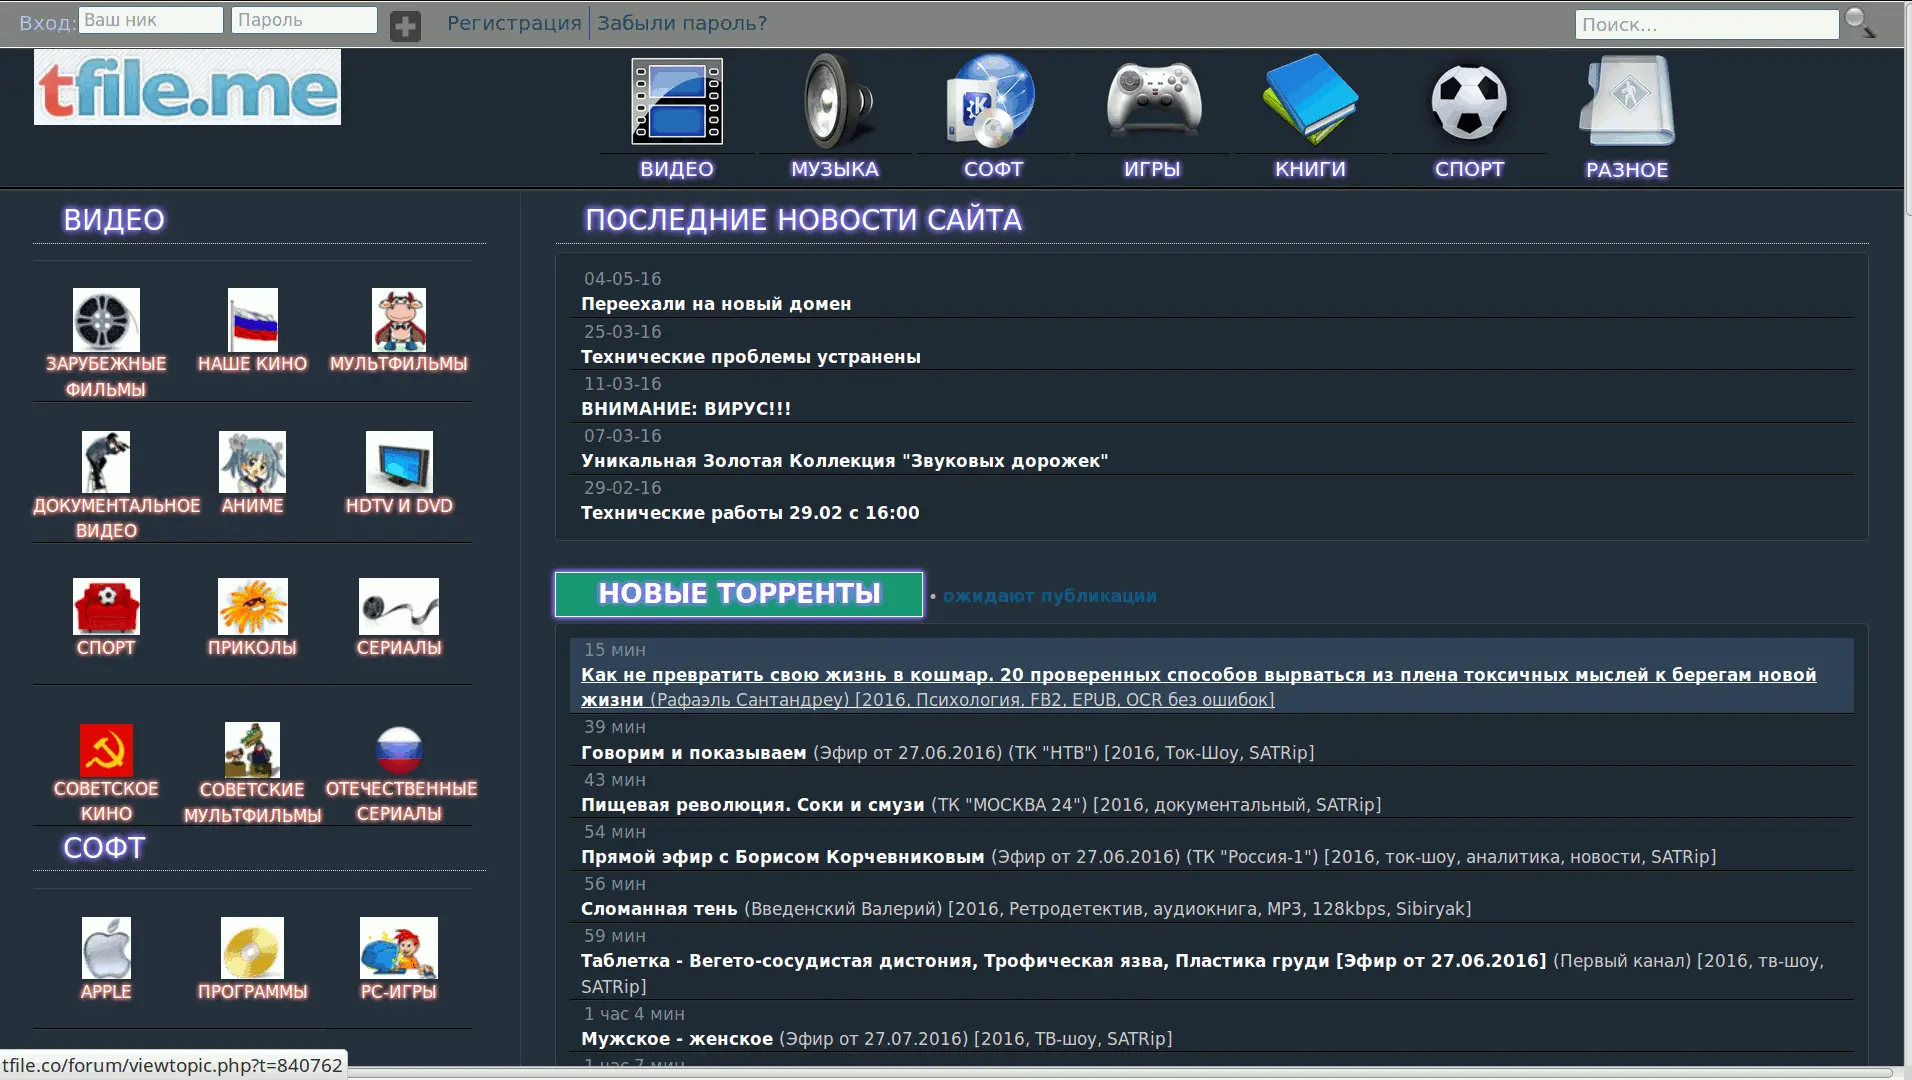 Вход: Ваш ник Пароль Регистрация Забыли пароль? Поиск...
tfile.me
ВИДЕО МУЗЫКА СОФТ ИГРЫ КНИГИ СПОРТ РАЗНОЕ
ВИДЕО
ЗАРУБЕЖНЫЕ ФИЛЬМЫ
НАШЕ КИНО
МУЛЬТФИЛЬМЫ
ДОКУМЕНТАЛЬНОЕ ВИДЕО
АНИМЕ
HDTV И DVD
СПОРТ
ПРИКОЛЫ
СЕРИАЛЫ
СОВЕТСКОЕ КИНО
СОВЕТСКИЕ МУЛЬТФИЛЬМЫ
ОТЕЧЕСТВЕННЫЕ СЕРИАЛЫ
СОФТ
APPLE
ПРОГРАММЫ
PC-ИГРЫ
ПОСЛЕДНИЕ НОВОСТИ САЙТА
04-05-16
Переехали на новый домен
25-03-16
Технические проблемы устранены
11-03-16
ВНИМАНИЕ: ВИРУС!!!
07-03-16
Уникальная Золотая Коллекция "Звуковых дорожек"
29-02-16
Технические работы 29.02 с 16:00
НОВЫЕ ТОРРЕНТЫ • ожидают публикации
15 мин
Как не превратить свою жизнь в кошмар. 20 проверенных способов вырваться из плена токсичных мыслей к берегам новой
жизни (Рафаэль Сантандреу) [2016, Психология, FB2, EPUB, OCR без ошибок]
39 мин
Говорим и показываем (Эфир от 27.06.2016) (ТК "НТВ") [2016, Ток-Шоу, SATRip]
43 мин
Пищевая революция. Соки и смузи (ТК "МОСКВА 24") [2016, документальный, SATRip]
54 мин
Прямой эфир с Борисом Корчевниковым (Эфир от 27.06.2016) (ТК "Россия-1") [2016, ток-шоу, аналитика, новости, SATRip]
56 мин
Сломанная тень (Введенский Валерий) [2016, Ретродетектив, аудиокнига, MP3, 128kbps, Sibiryak]
59 мин
Таблетка - Вегето-сосудистая дистония, Трофическая язва, Пластика груди [Эфир от 27.06.2016] (Первый канал) [2016, тв-шоу,
SATRip]
1 час 4 мин
Мужское - женское (Эфир от 27.07.2016) [2016, ТВ-шоу, SATRip]
1 час 7 мин
tfile.co/forum/viewtopic.php?t=840762